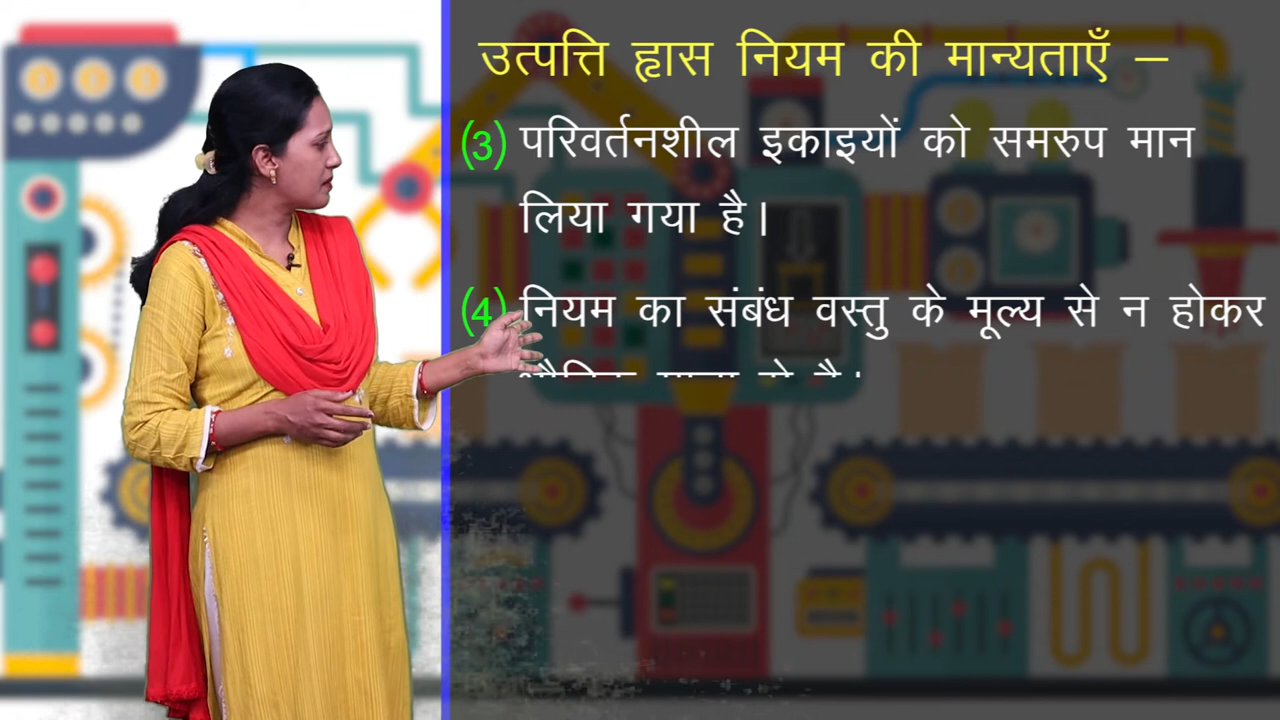 उत्पत्ति ह्रास नियम की मान्यताएँ –
(3) परिवर्तनशील इकाइयों को समरुप मान
लिया गया है।
(4) नियम का संबंध वस्तु के मूल्य से न होकर